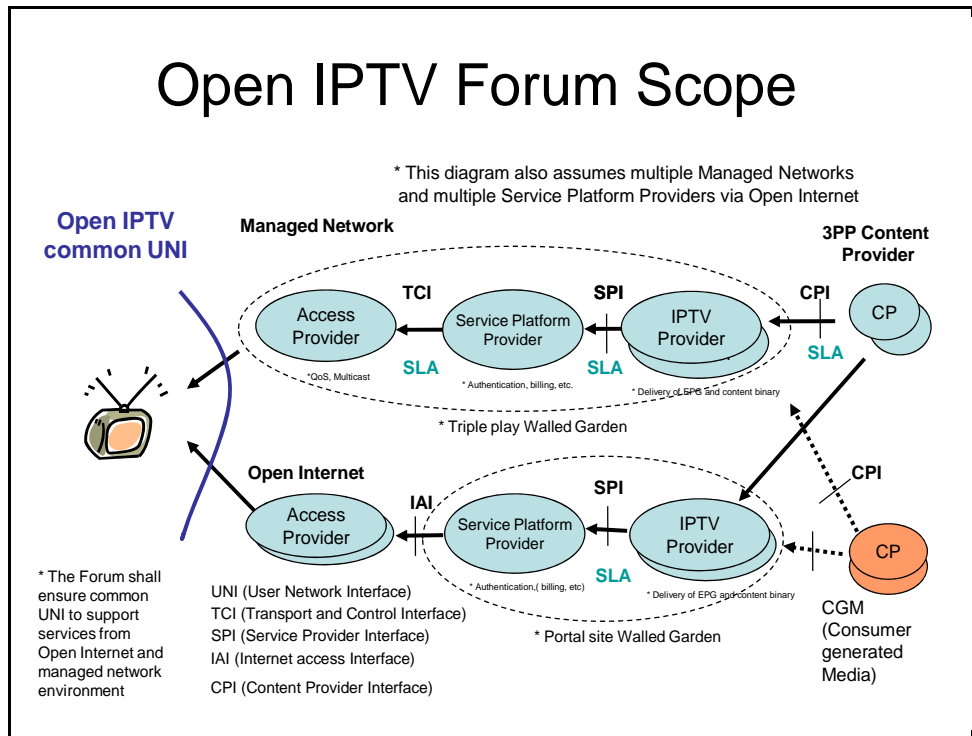 Open IPTV Forum Scope
* This diagram also assumes multiple Managed Networks
and multiple Service Platform Providers via Open Internet
Open IPTV
common UNI
Managed Network
3PP Content
Provider
TCI
SPI
CPI
Access
Provider
Service Platform
Provider
IPTV
Provider
CP
SLA
SLA
SLA
*QoS, Multicast
* Authentication, billing, etc.
* Delivery of EPG and content binary
* Triple play Walled Garden
CPI
Open Internet
IAI
SPI
Access
Provider
Service Platform
Provider
IPTV
Provider
CP
SLA
* Authentication,( billing, etc)
* Delivery of EPG and content binary
* Portal site Walled Garden
CGM
(Consumer
generated
Media)
* The Forum shall
ensure common
UNI to support
services from
Open Internet and
managed network
environment
UNI (User Network Interface)
TCI (Transport and Control Interface)
SPI (Service Provider Interface)
IAI (Internet access Interface)
CPI (Content Provider Interface)